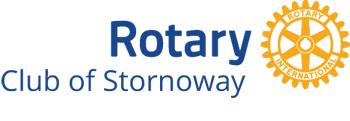 Rotary
Club of Stornoway
ROTARY
INTERNATIONAL